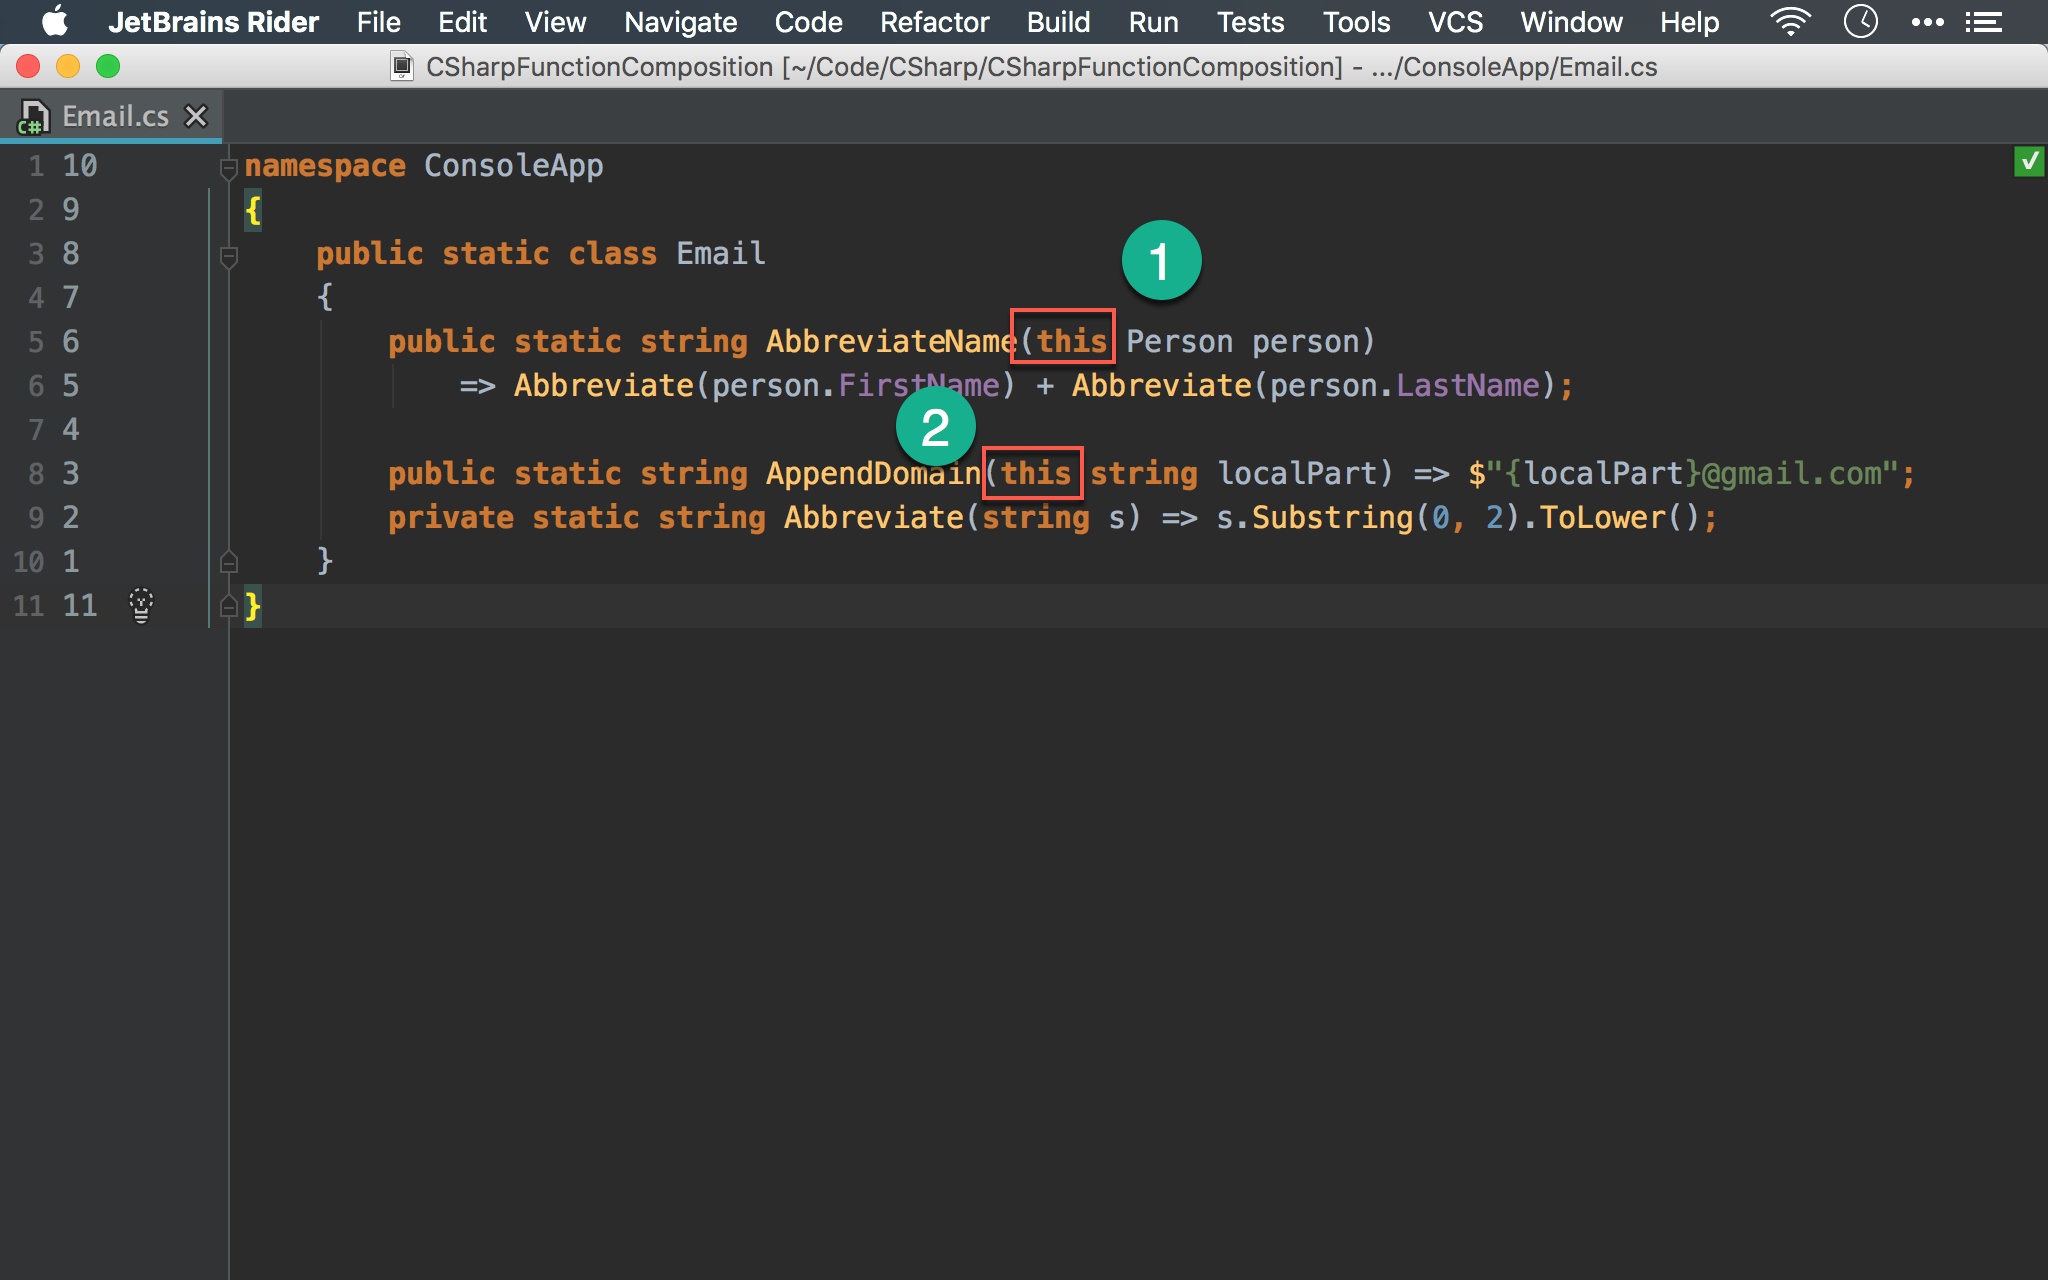 JetBrains Rider File Edit View Navigate Code Refactor Build Run Tests Tools VCS Window Help
CSharpFunctionComposition [~/Code/CSharp/CSharpFunctionComposition] - .../ConsoleApp/Email.cs
C# Email.cs
1 10 namespace ConsoleApp
2 9 {
3 8 public static class Email
1
4 7 {
5 6 public static string AbbreviateName(this Person person)
6 5 => Abbreviate(person.FirstName) + Abbreviate(person.LastName);
7 4
2
8 3 public static string AppendDomain(this string localPart) => $"{localPart}@gmail.com";
9 2 private static string Abbreviate(string s) => s.Substring(0, 2).ToLower();
10 1 }
11 11 }